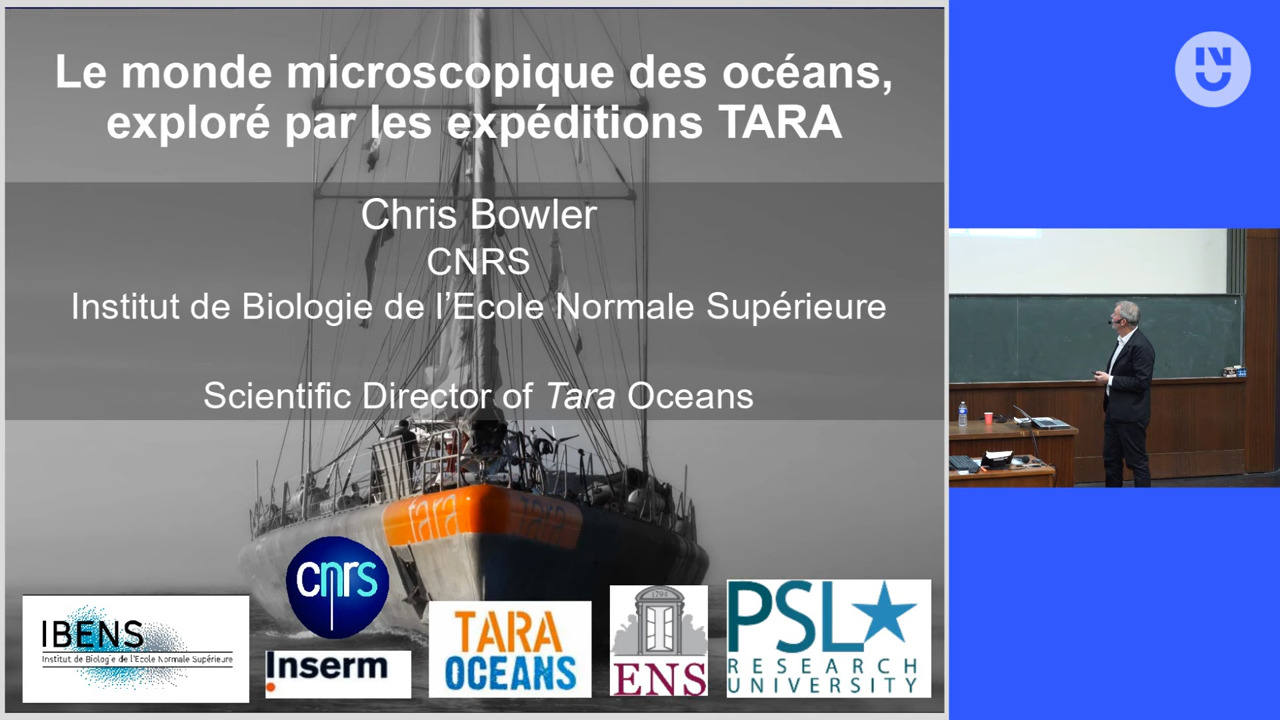 Le monde microscopique des océans,
exploré par les expéditions TARA
Chris Bowler
CNRS
Institut de Biologie de l'Ecole Normale Supérieure
Scientific Director of Tara Oceans
tara
tara
cnrs
IBENS
Institut de Biologie de l'Ecole Normale Supérieure
Inserm
TARA
OCEANS
1794
ENS
PSL
RESEARCH
UNIVERSITY